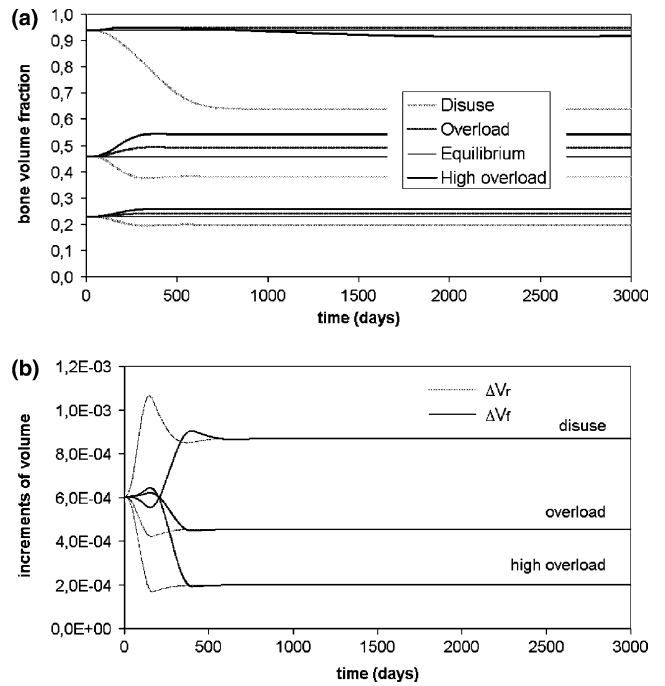 (a)
1,0
0,9
0,8
0,7
0,6
0,5
0,4
0,3
0,2
0,1
0,0
bone volume fraction
Disuse
Overload
Equilibrium
High overload
0
500
1000
1500
2000
2500
3000
time (days)
(b)
1,2E-03
1,0E-03
8,0E-04
6,0E-04
4,0E-04
2,0E-04
0,0E+00
increments of volume
ΔVr
ΔVf
disuse
overload
high overload
0
500
1000
1500
2000
2500
3000
time (days)